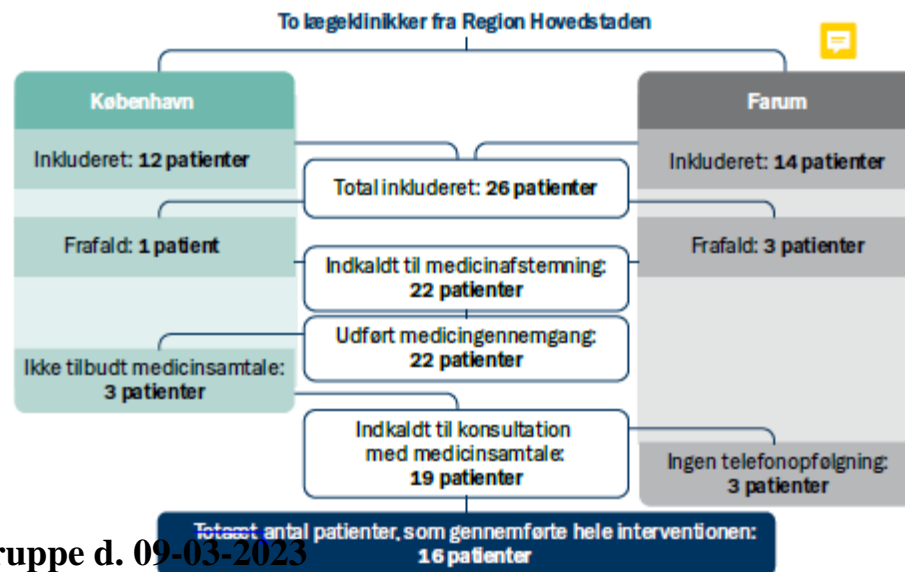 To lægeklinikker fra Region Hovedstaden
København
Farum
Inkluderet: 12 patienter
Inkluderet: 14 patienter
Total inkluderet: 26 patienter
Frafald: 1 patient
Frafald: 3 patienter
Indkaldt til medicinafstemning:
22 patienter
Udført medicingennemgang:
22 patienter
Ikke tilbudt medicinsamtale:
3 patienter
Indkaldt til konsultation
med medicinsamtale:
19 patienter
Ingen telefonopfølgning:
3 patienter
antal patienter, som gennemførte hele interventionen:
16 patienter
ruppe d. 09-03-2023